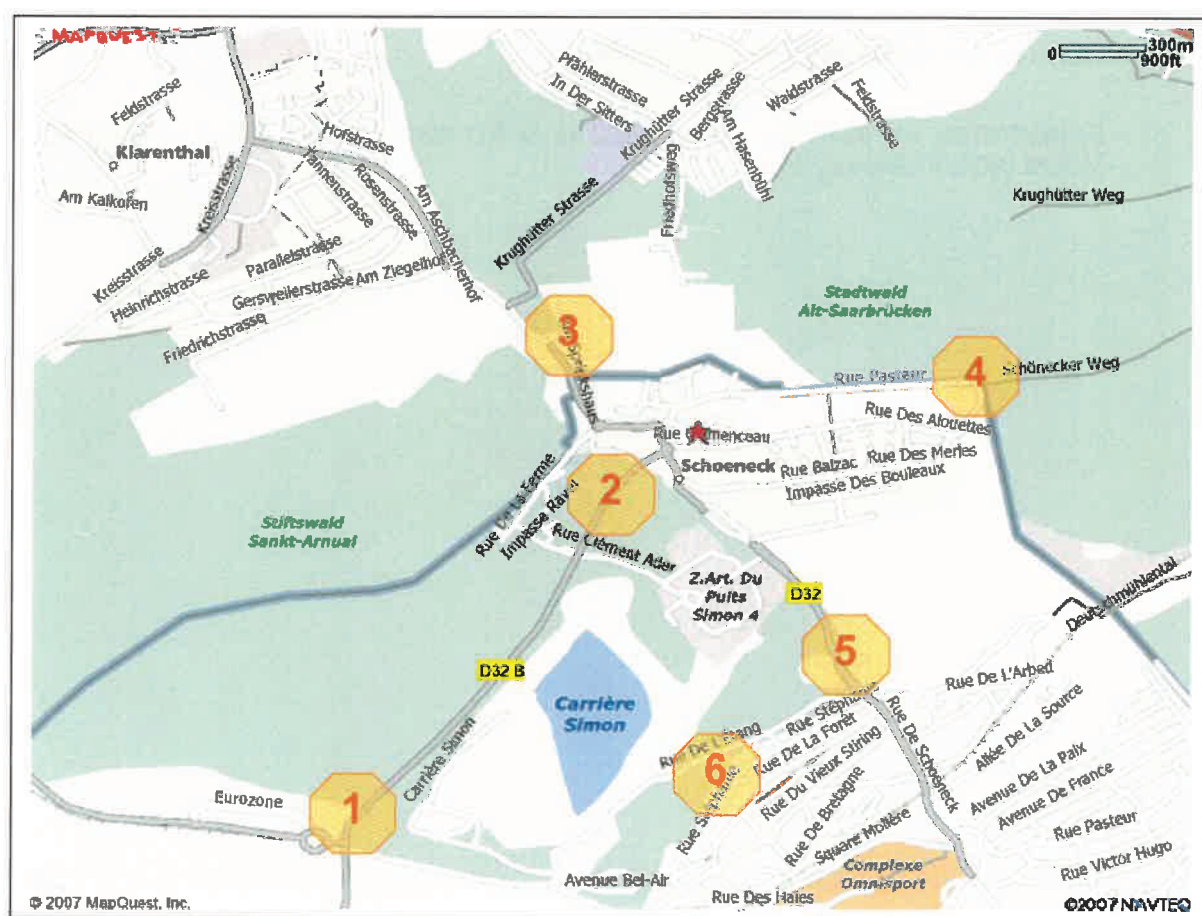 MAPQUEST
300m
0
900ft
Pfählerstrasse
In Der Sitters
Krughütter Strasse
Bergstrasse
Am Hasenbühl
Waldstrasse
Feldstrasse
Feldstrasse
Klarenthal
Hofstrasse
Tannenstrasse
Rosenstrasse
Am Aschbacherhof
Am Kalkofen
Kreisstrasse
Krughütter Strasse
Friedhofsweg
Krughütter Weg
Kreisstrasse
Heinrichstrasse
Parallelstrasse
Gersweilerstrasse
Am Ziegelhof
Friedrichstrasse
Stadtwald
Alt-Saarbrücken
3
4
Rue Pasteur
Schönecker Weg
Rue Des Alouettes
Schoeneck
Rue Balzac
Rue Des Merles
Impasse Des Bouleaux
2
Rue De La Ferme
Impasse Ravel
Rue Clément Ader
Stiftswald
Sankt-Arnual
Z.Art. Du
Puits
Simon 4
D32
Deutschmühlental
5
D32 B
Carrière
Simon
Carrière Simon
Rue De L'Arbed
Rue De La Forêt
Rue Du Vieux Stiring
Rue De Schoeneck
Allée De La Source
6
Rue De Bretagne
Square Molière
Avenue De La Paix
Avenue De France
Eurozone
1
Rue Pasteur
Rue Victor Hugo
Complexe
Omnisport
Avenue Bel-Air
Rue Des Haies
© 2007 MapQuest, Inc.
©2007 NAVTEQ